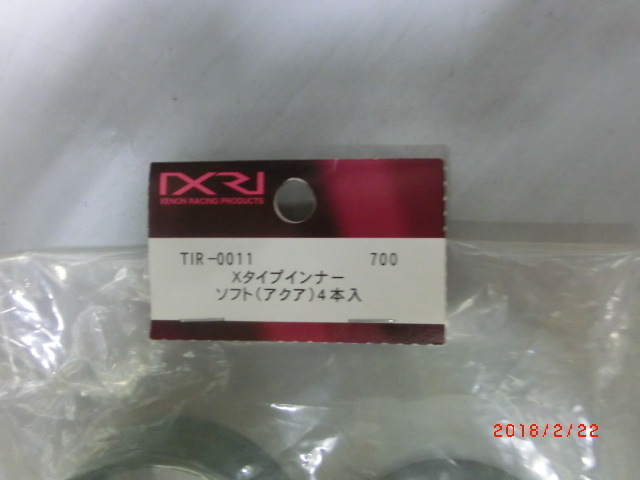 XRI
XENON RACING PRODUCTS
TIR-0011 700
Xタイプインナー
ソフト(アクア)4本入
2018/2/22